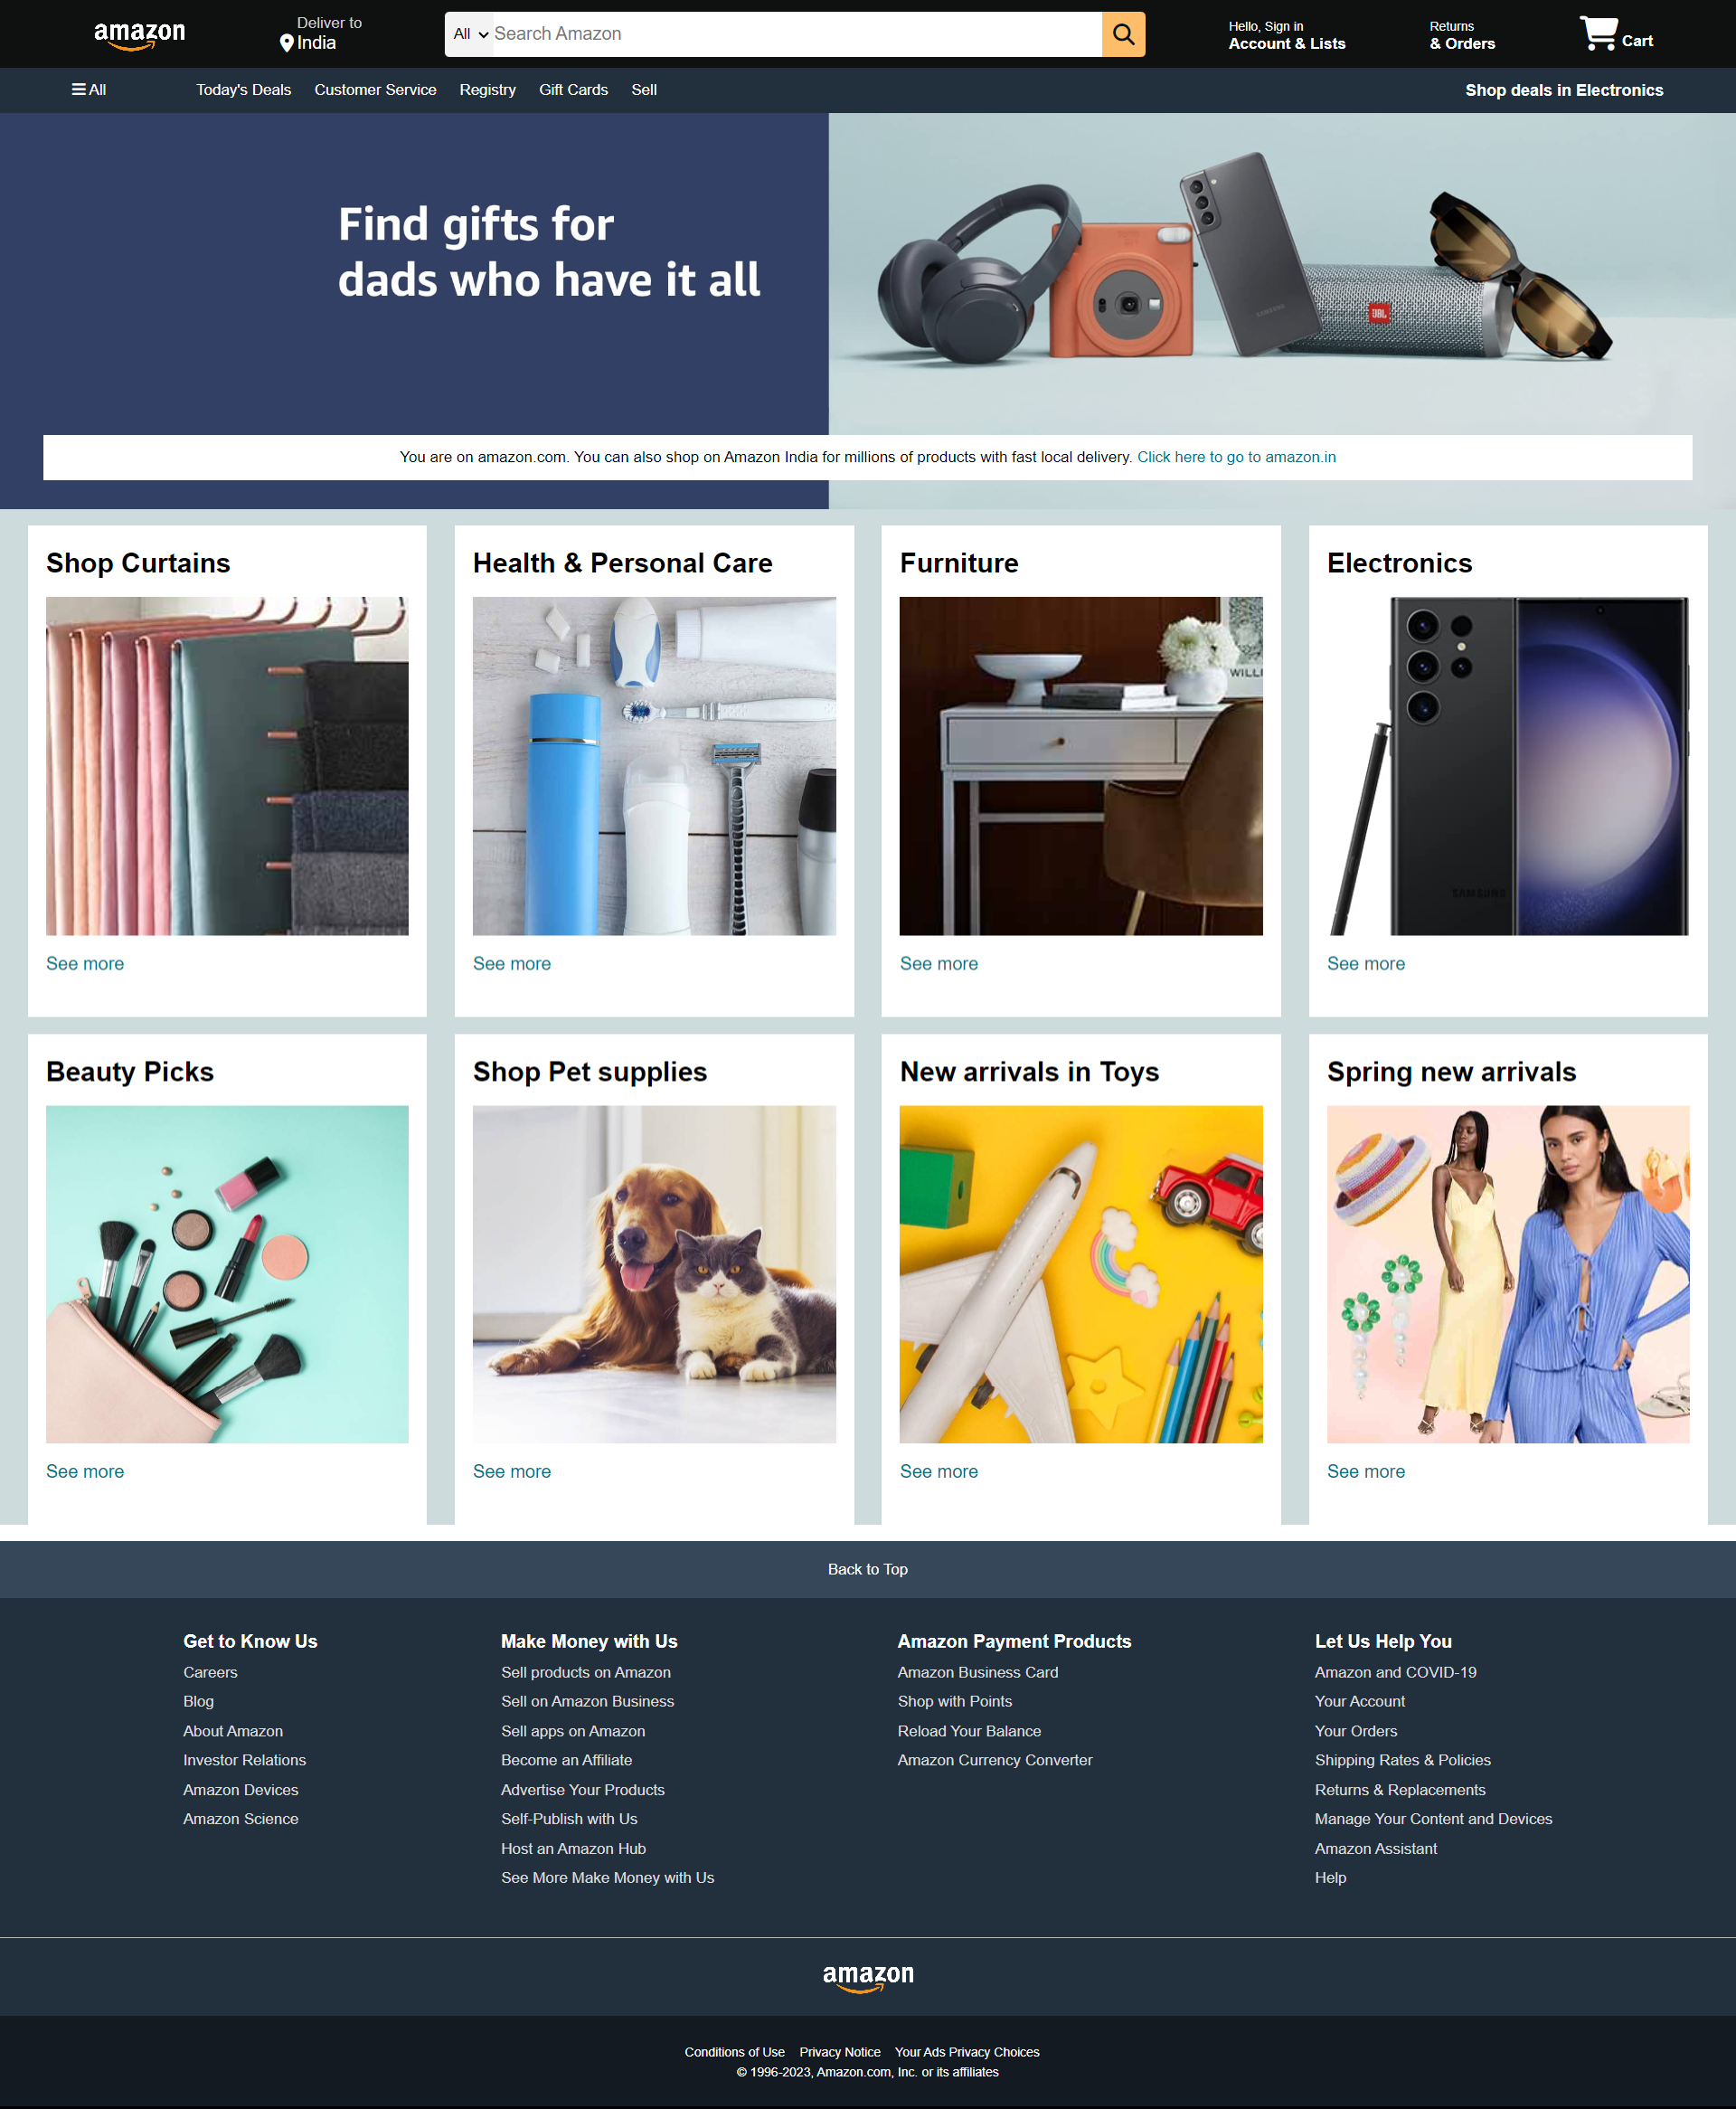 amazon
Deliver to
India
All
Search Amazon
Hello, Sign in
Account & Lists
Returns
& Orders
Cart
All
Today's Deals
Customer Service
Registry
Gift Cards
Sell
Shop deals in Electronics
Find gifts for
dads who have it all
SAMSUNG
JBL
You are on amazon.com. You can also shop on Amazon India for millions of products with fast local delivery. Click here to go to amazon.in
Shop Curtains
Health & Personal Care
Furniture
Electronics
WILLI
SAMSUNG
See more
See more
See more
See more
Beauty Picks
Shop Pet supplies
New arrivals in Toys
Spring new arrivals
See more
See more
See more
See more
Back to Top
Get to Know Us
Careers
Blog
About Amazon
Investor Relations
Amazon Devices
Amazon Science
Make Money with Us
Sell products on Amazon
Sell on Amazon Business
Sell apps on Amazon
Become an Affiliate
Advertise Your Products
Self-Publish with Us
Host an Amazon Hub
See More Make Money with Us
Amazon Payment Products
Amazon Business Card
Shop with Points
Reload Your Balance
Amazon Currency Converter
Let Us Help You
Amazon and COVID-19
Your Account
Your Orders
Shipping Rates & Policies
Returns & Replacements
Manage Your Content and Devices
Amazon Assistant
Help
amazon
Conditions of Use Privacy Notice Your Ads Privacy Choices
© 1996-2023, Amazon.com, Inc. or its affiliates